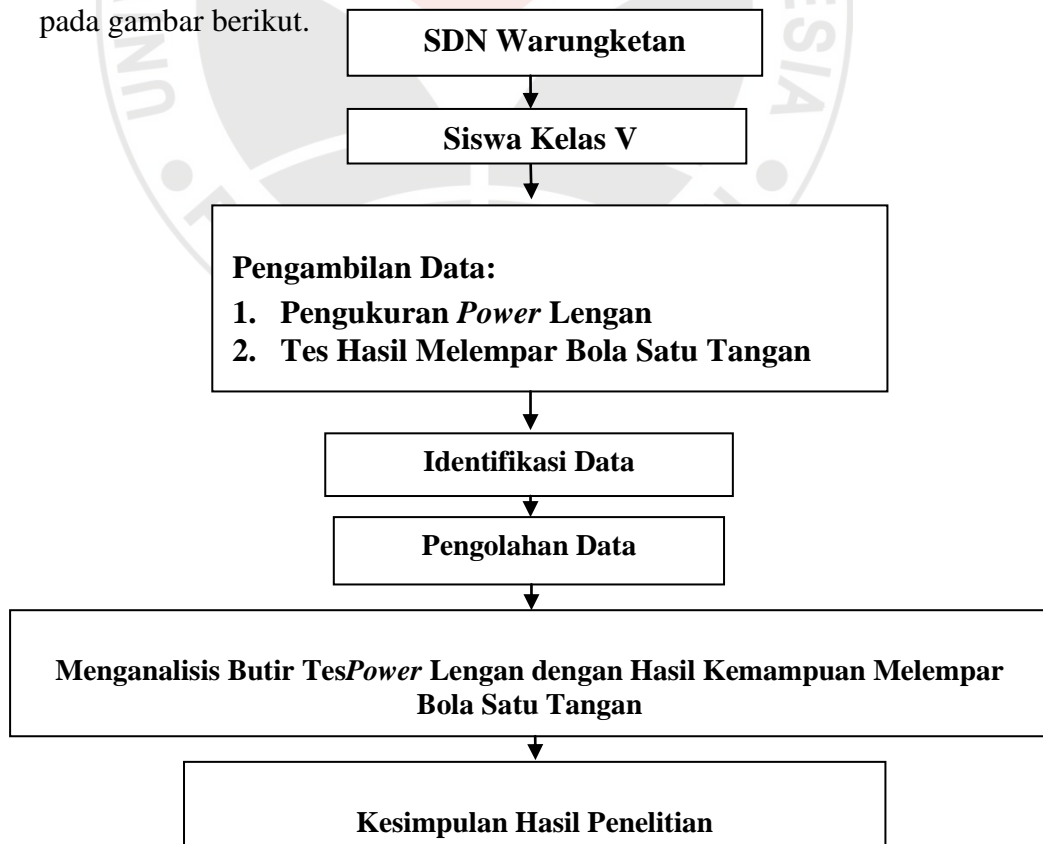 pada gambar berikut.
SDN Warungketan
Siswa Kelas V
Pengambilan Data:
1. Pengukuran Power Lengan
2. Tes Hasil Melempar Bola Satu Tangan
Identifikasi Data
Pengolahan Data
Menganalisis Butir TesPower Lengan dengan Hasil Kemampuan Melempar
Bola Satu Tangan
Kesimpulan Hasil Penelitian